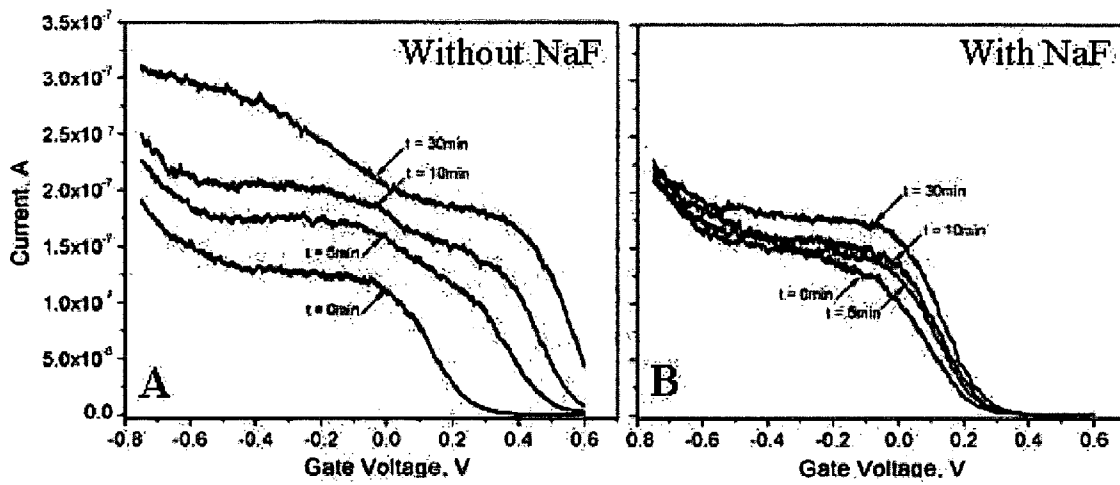 Without NaF
With NaF
3.5x10-7
3.0x10-7
2.5x10-7
2.0x10-7
1.5x10-7
5.0x10-8
0.0
Current, A
t = 30min
t = 10min
t = 5min
t = 0min
A
-0.8 -0.6 -0.4 -0.2 0.0 0.2 0.4 0.6
Gate Voltage, V
t = 30min
t = 10min
t = 0min
t = 5min
B
-0.8 -0.6 -0.4 -0.2 0.0 0.2 0.4 0.6
Gate Voltage, V